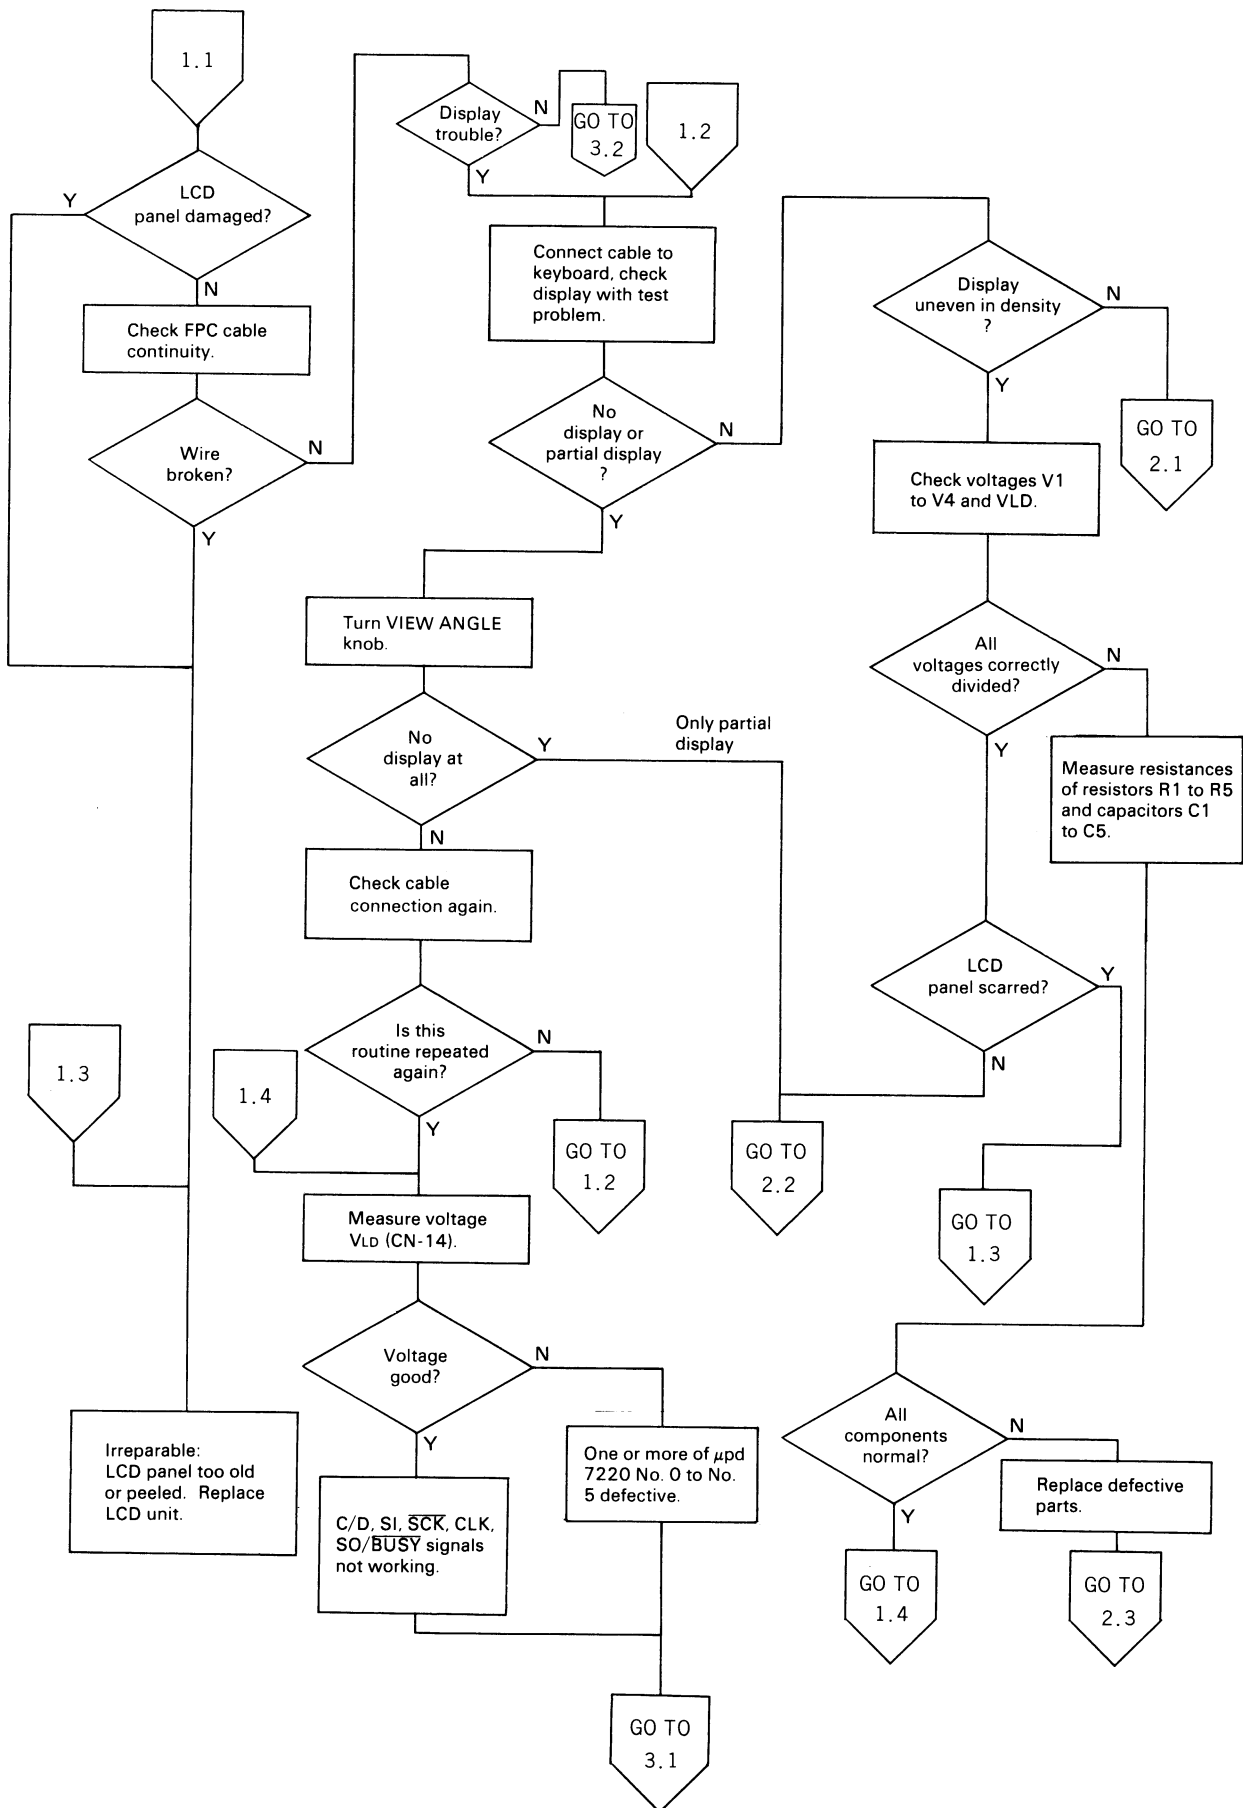 1.1
LCD
panel damaged?
Y
N
Check FPC cable
continuity.
Wire
broken?
N
Y
Display
trouble?
N
Y
GO TO
3.2
1.2
Connect cable to
keyboard, check
display with test
problem.
No
display or
partial display
?
N
Y
Turn VIEW ANGLE
knob.
No
display at
all?
Y
Only partial
display
N
Check cable
connection again.
Is this
routine repeated
again?
N
Y
GO TO
1.2
1.3
1.4
Measure voltage
VLD (CN-14).
Voltage
good?
N
Y
Irreparable:
LCD panel too old
or peeled. Replace
LCD unit.
C/D, SI, SCK, CLK,
SO/BUSY signals
not working.
One or more of μpd
7220 No. 0 to No.
5 defective.
GO TO
3.1
Display
uneven in density
?
N
Y
GO TO
2.1
Check voltages V1
to V4 and VLD.
All
voltages correctly
divided?
N
Y
Measure resistances
of resistors R1 to R5
and capacitors C1
to C5.
LCD
panel scarred?
Y
N
GO TO
2.2
GO TO
1.3
All
components
normal?
N
Y
Replace defective
parts.
GO TO
1.4
GO TO
2.3